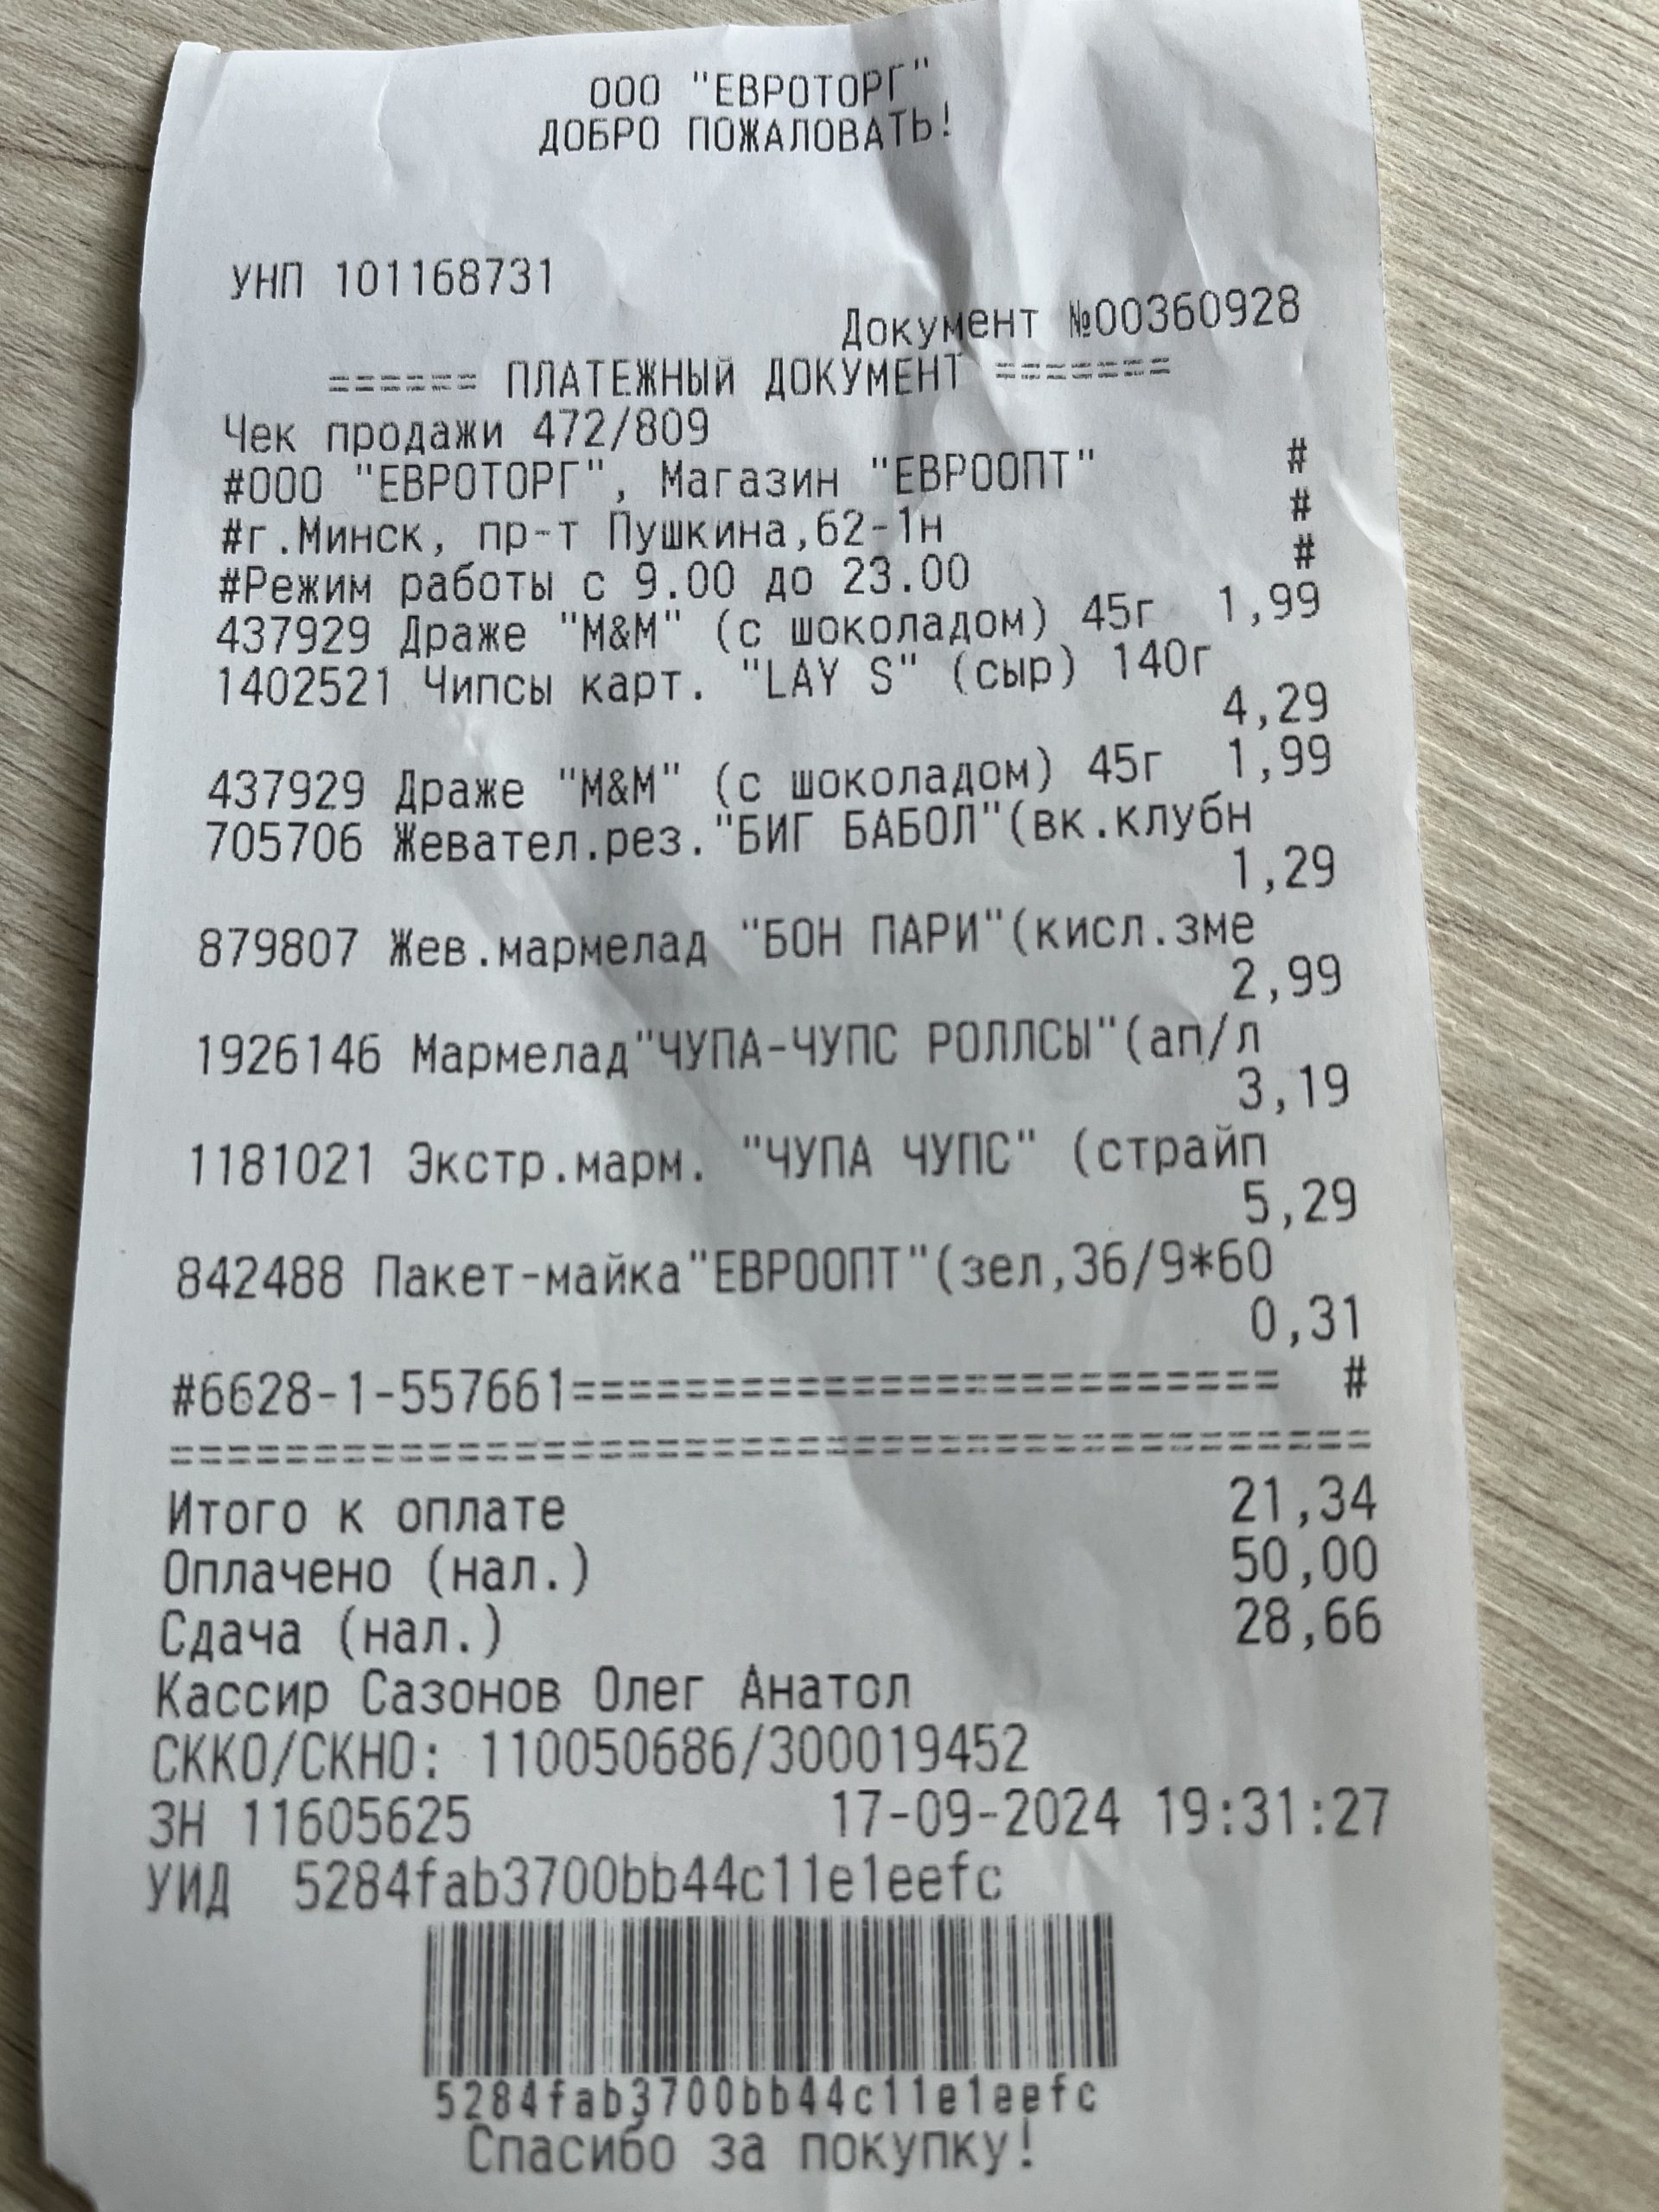 ООО "ЕВРОТОРГ"
ДОБРО ПОЖАЛОВАТЬ!
УНП 101168731
Документ №00360928
====== ПЛАТЕЖНЫЙ ДОКУМЕНТ =======
Чек продажи 472/809
#ООО "ЕВРОТОРГ", Магазин "ЕВРООПТ" #
#г.Минск, пр-т Пушкина,62-1н #
#Режим работы с 9.00 до 23.00 #
437929 Драже "M&M" (с шоколадом) 45г 1,99
1402521 Чипсы карт. "LAY S" (сыр) 140г
4,29
437929 Драже "M&M" (с шоколадом) 45г 1,99
705706 Жевател.рез."БИГ БАБОЛ"(вк.клубн
1,29
879807 Жев.мармелад "БОН ПАРИ"(кисл.зме
2,99
1926146 Мармелад"ЧУПА-ЧУПС РОЛЛСЫ"(ап/л
3,19
1181021 Экстр.марм. "ЧУПА ЧУПС" (страйп
5,29
842488 Пакет-майка"ЕВРООПТ"(зел,36/9*60
0,31
#6628-1-557661========================= #
==========================================
Итого к оплате 21,34
Оплачено (нал.) 50,00
Сдача (нал.) 28,66
Кассир Сазонов Олег Анатол
СККО/СКНО: 110050686/300019452
ЗН 11605625 17-09-2024 19:31:27
УИД 5284fab3700bb44c11e1eefc
5284fab3700bb44c11e1eefc
Спасибо за покупку!